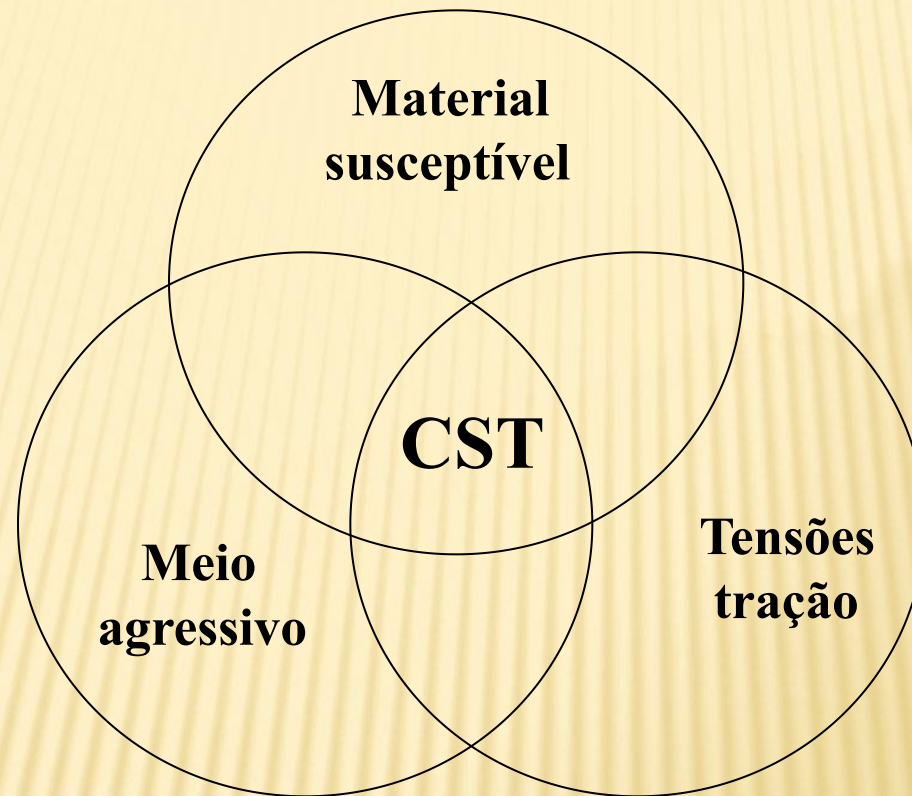 Material
susceptível
CST
Meio
agressivo
Tensões
tração